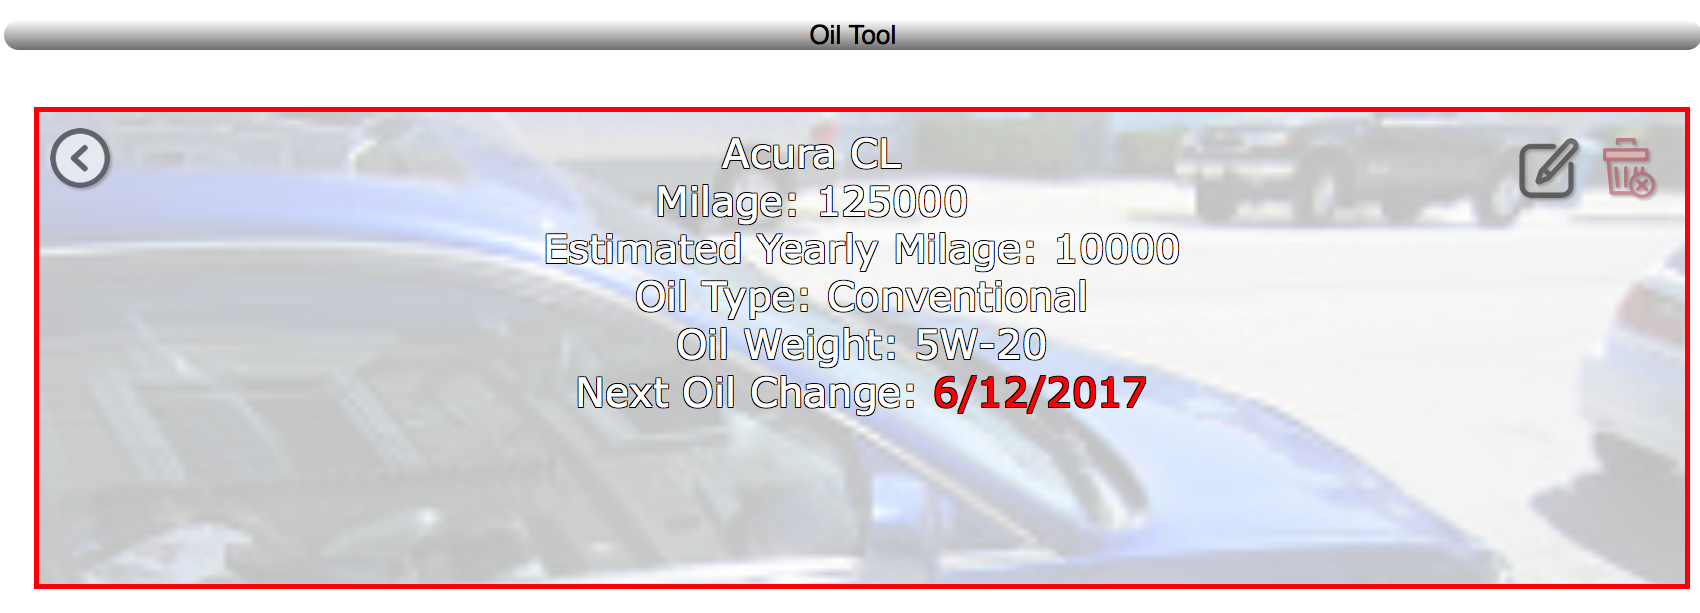 Oil Tool
Acura CL
Milage: 125000
Estimated Yearly Milage: 10000
Oil Type: Conventional
Oil Weight: 5W-20
Next Oil Change: 6/12/2017